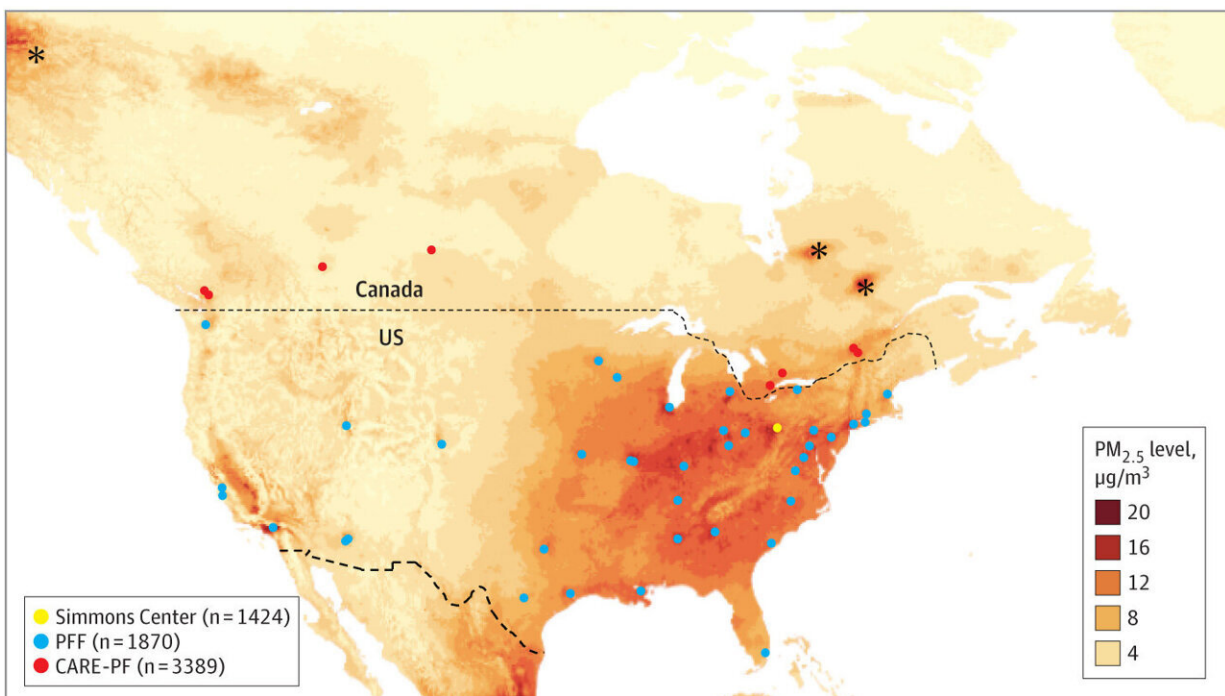 *
*
*
Canada
US
Simmons Center (n = 1424)
PFF (n = 1870)
CARE-PF (n = 3389)
PM2.5 level,
μg/m3
20
16
12
8
4